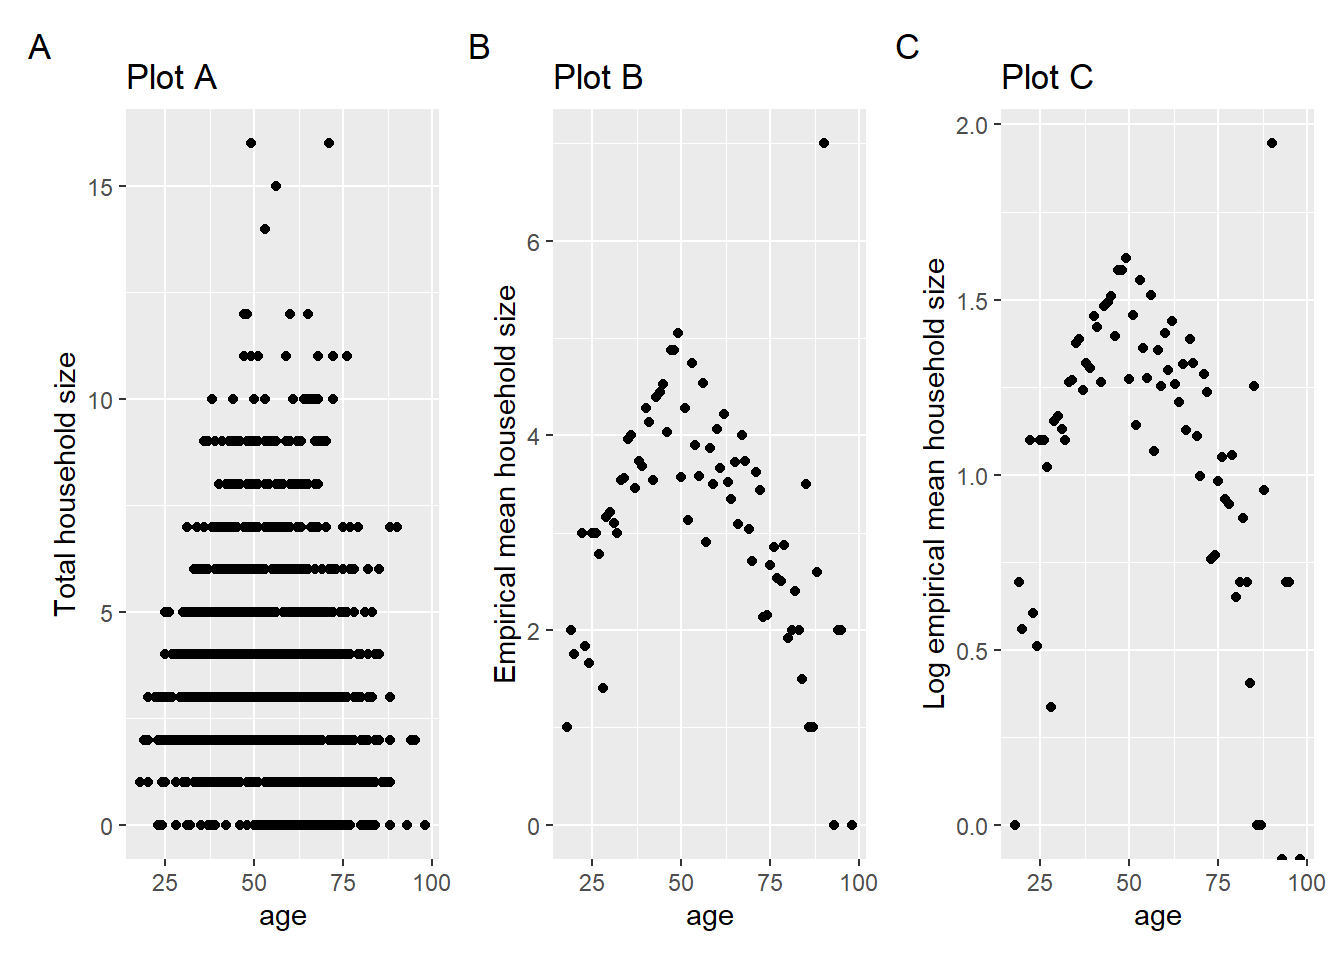 A
Plot A
Total household size
15
10
5
0
25 50 75 100
age
B
Plot B
Empirical mean household size
6
4
2
0
25 50 75 100
age
C
Plot C
Log empirical mean household size
2.0
1.5
1.0
0.5
0.0
25 50 75 100
age